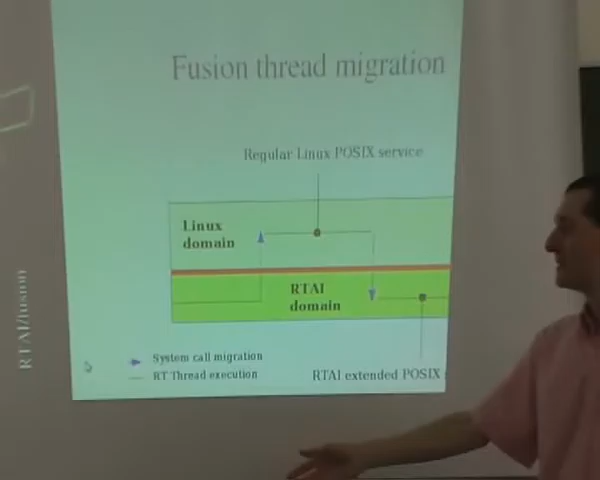 Fusion thread migration
Regular Linux POSIX service
Linux
domain
RTAI
domain
System call migration
RT Thread execution
RTAI extended POSIX
RTAI/fusion